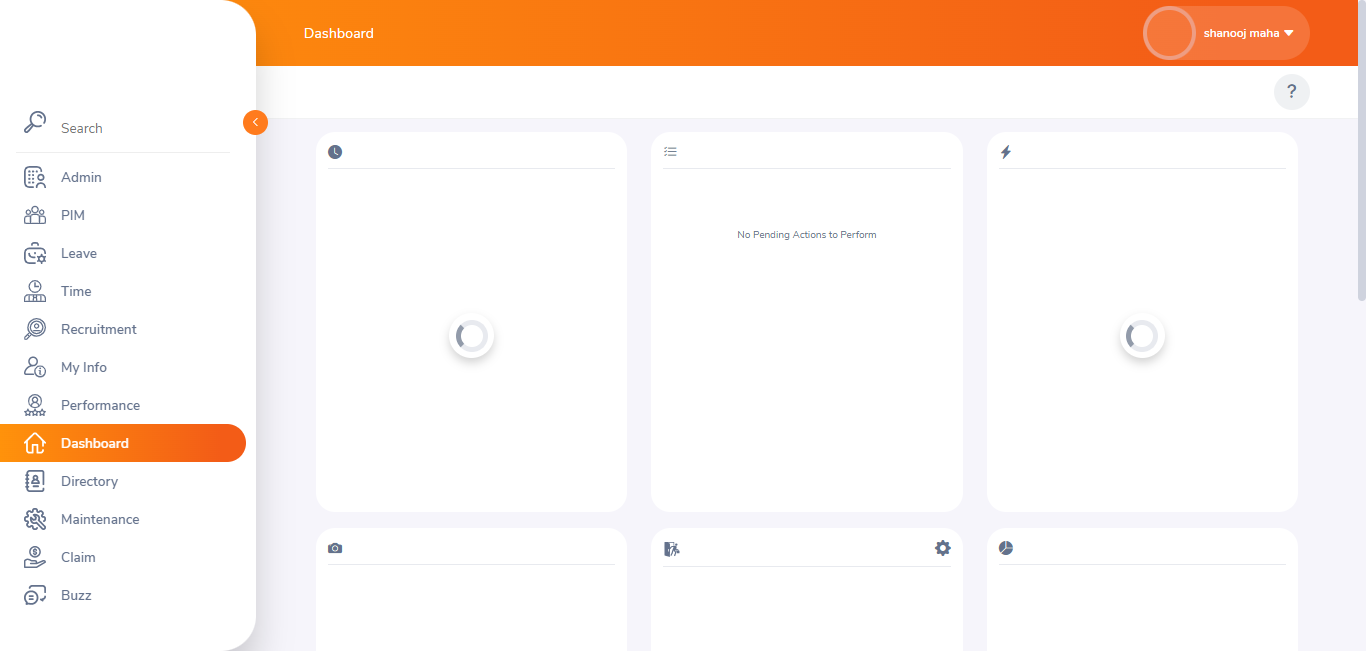 Dashboard
shanooj maha
?
Search
Admin
PIM
Leave
Time
Recruitment
My Info
Performance
Dashboard
Directory
Maintenance
Claim
Buzz
No Pending Actions to Perform